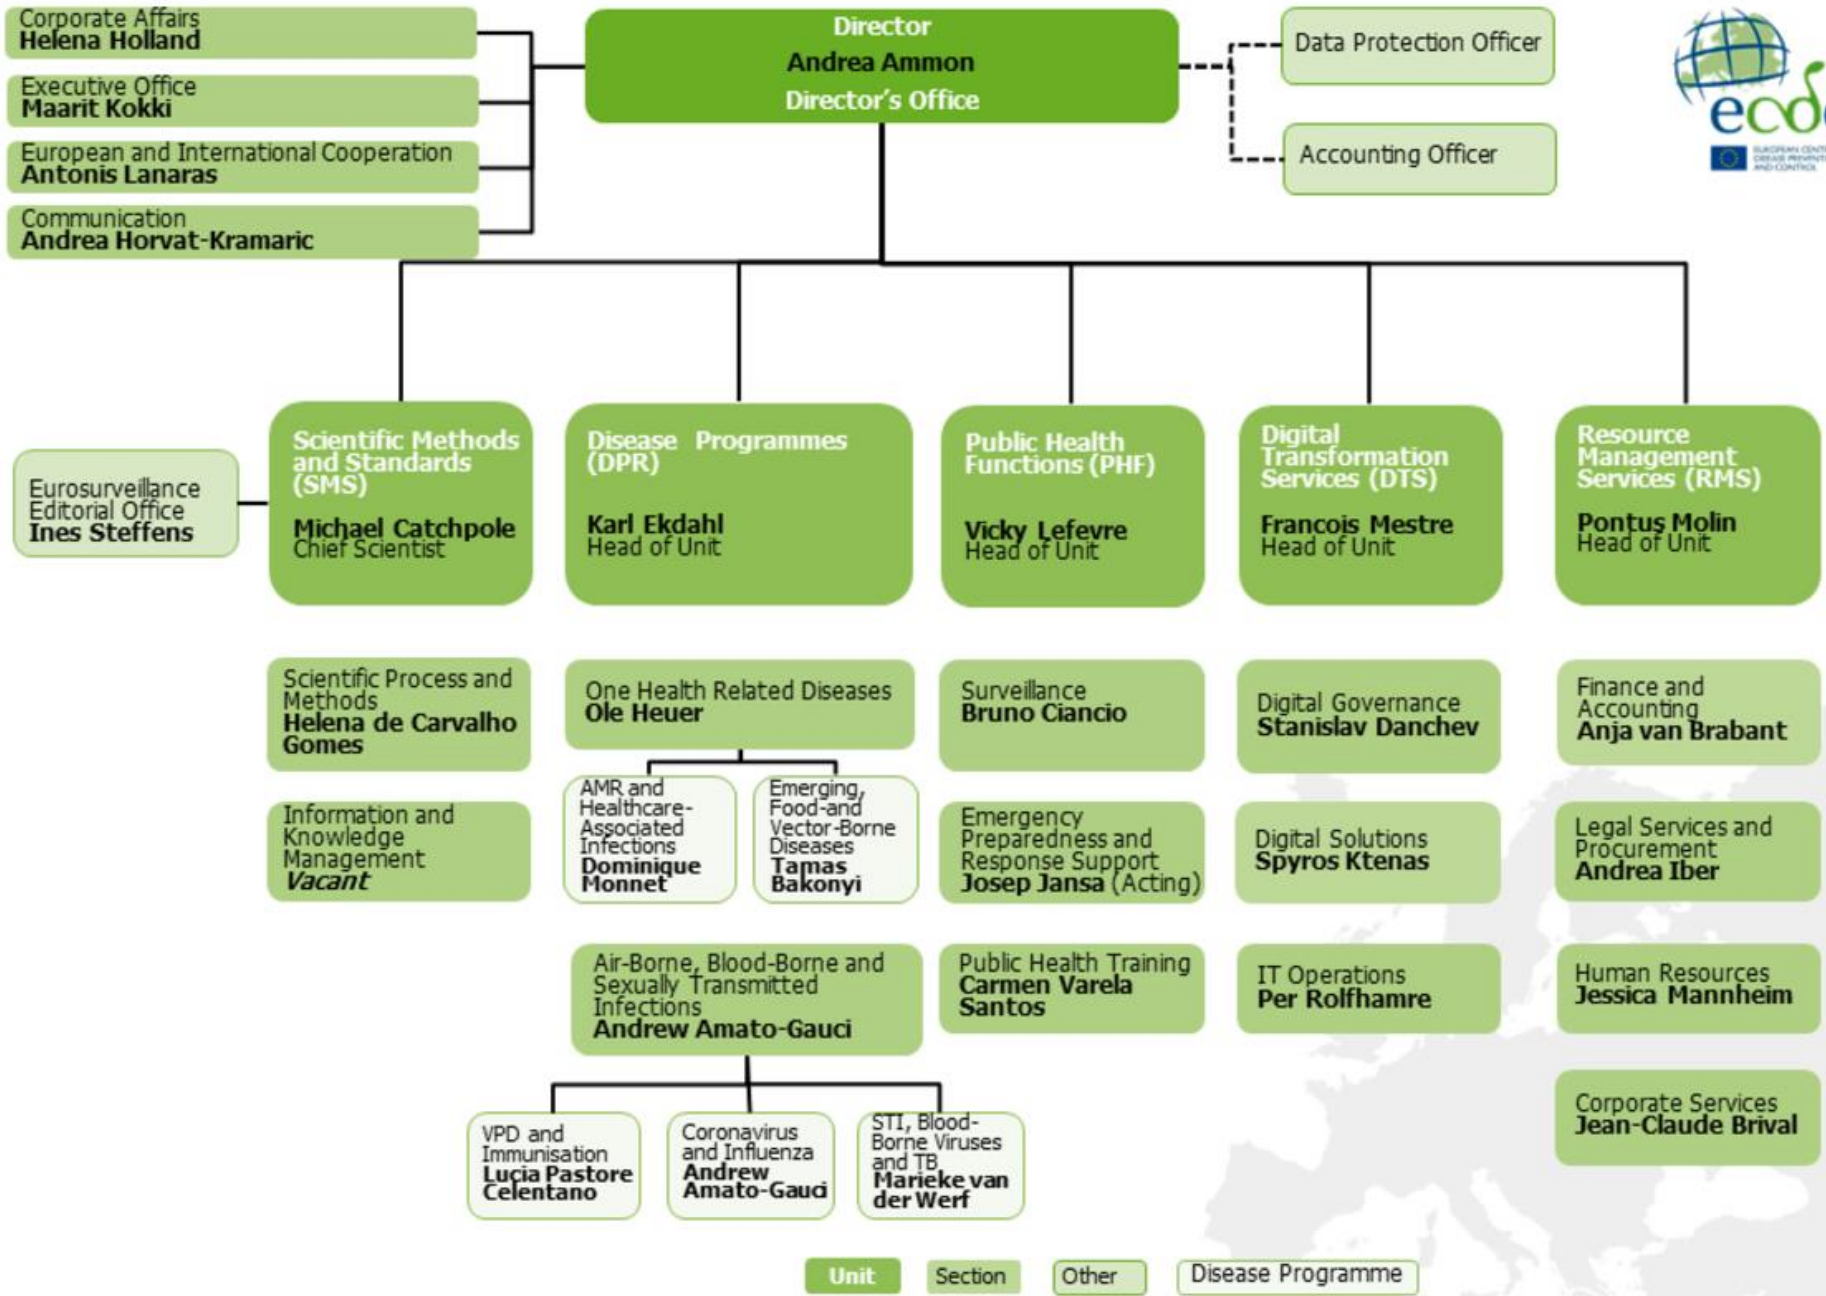 Corporate Affairs
Helena Holland
Executive Office
Maarit Kokki
European and International Cooperation
Antonis Lanaras
Communication
Andrea Horvat-Kramaric
Director
Andrea Ammon
Director's Office
Data Protection Officer
Accounting Officer
ecd
EUROPEAN CENT
DISEASE PREVENT
AND CONTROL
Eurosurveillance
Editorial Office
Ines Steffens
Scientific Methods
and Standards
(SMS)
Michael Catchpole
Chief Scientist
Disease Programmes
(DPR)
Karl Ekdahl
Head of Unit
Public Health
Functions (PHF)
Vicky Lefevre
Head of Unit
Digital
Transformation
Services (DTS)
Francois Mestre
Head of Unit
Resource
Management
Services (RMS)
Pontus Molin
Head of Unit
Scientific Process and
Methods
Helena de Carvalho
Gomes
Information and
Knowledge
Management
Vacant
One Health Related Diseases
Ole Heuer
AMR and
Healthcare-
Associated
Infections
Dominique
Monnet
Emerging,
Food-and
Vector-Borne
Diseases
Tamas
Bakonyi
Air-Borne, Blood-Borne and
Sexually Transmitted
Infections
Andrew Amato-Gauci
VPD and
Immunisation
Lucia Pastore
Celentano
Coronavirus
and Influenza
Andrew
Amato-Gauci
STI, Blood-
Borne Viruses
and TB
Marieke van
der Werf
Surveillance
Bruno Ciancio
Emergency
Preparedness and
Response Support
Josep Jansa (Acting)
Public Health Training
Carmen Varela
Santos
Digital Governance
Stanislav Danchev
Digital Solutions
Spyros Ktenas
IT Operations
Per Rolfhamre
Finance and
Accounting
Anja van Brabant
Legal Services and
Procurement
Andrea Iber
Human Resources
Jessica Mannheim
Corporate Services
Jean-Claude Brival
Unit
Section
Other
Disease Programme